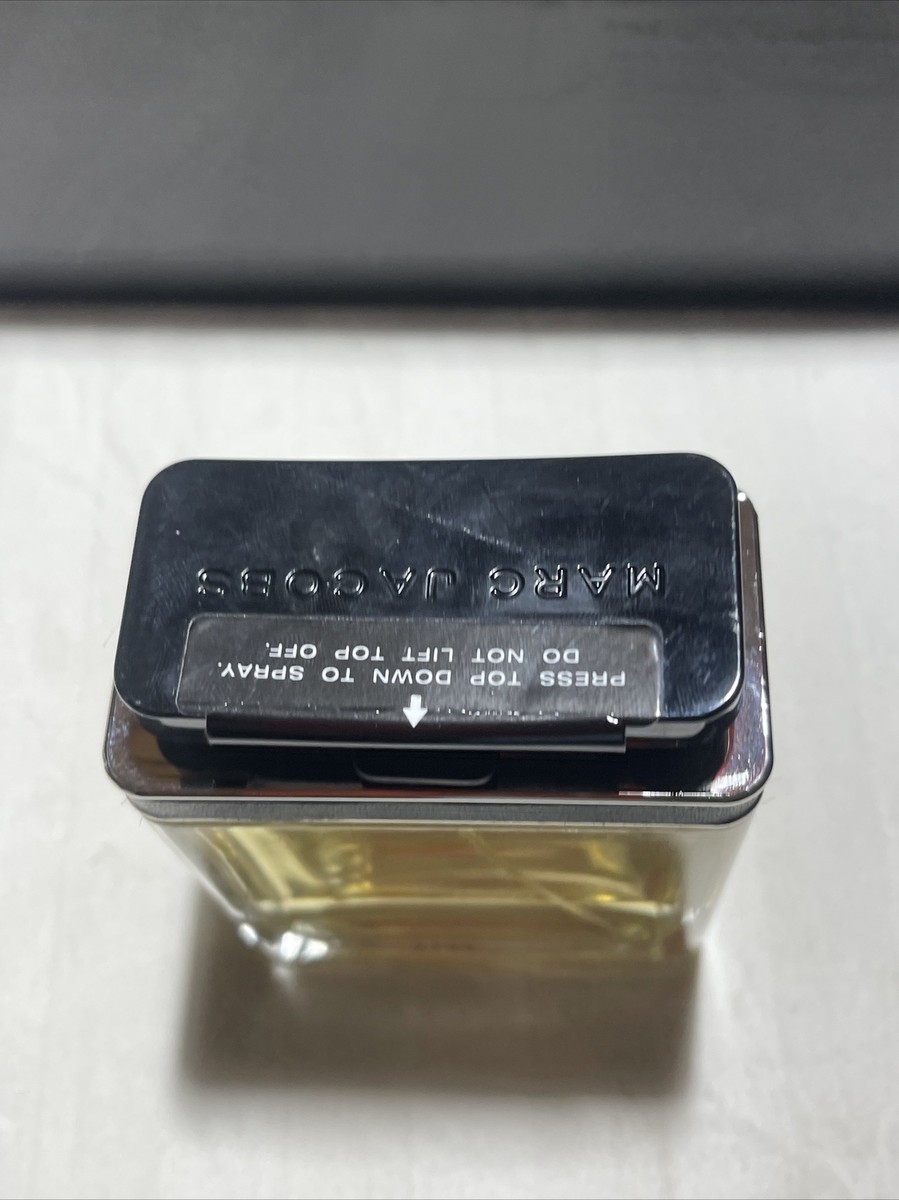 MARC JACOBS
PRESS TOP DOWN TO SPRAY.
DO NOT LIFT TOP OFF.